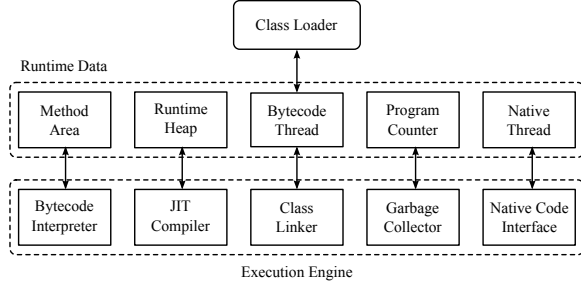 Class Loader
Runtime Data
Method
Area
Runtime
Heap
Bytecode
Thread
Program
Counter
Native
Thread
Bytecode
Interpreter
JIT
Compiler
Class
Linker
Garbage
Collector
Native Code
Interface
Execution Engine